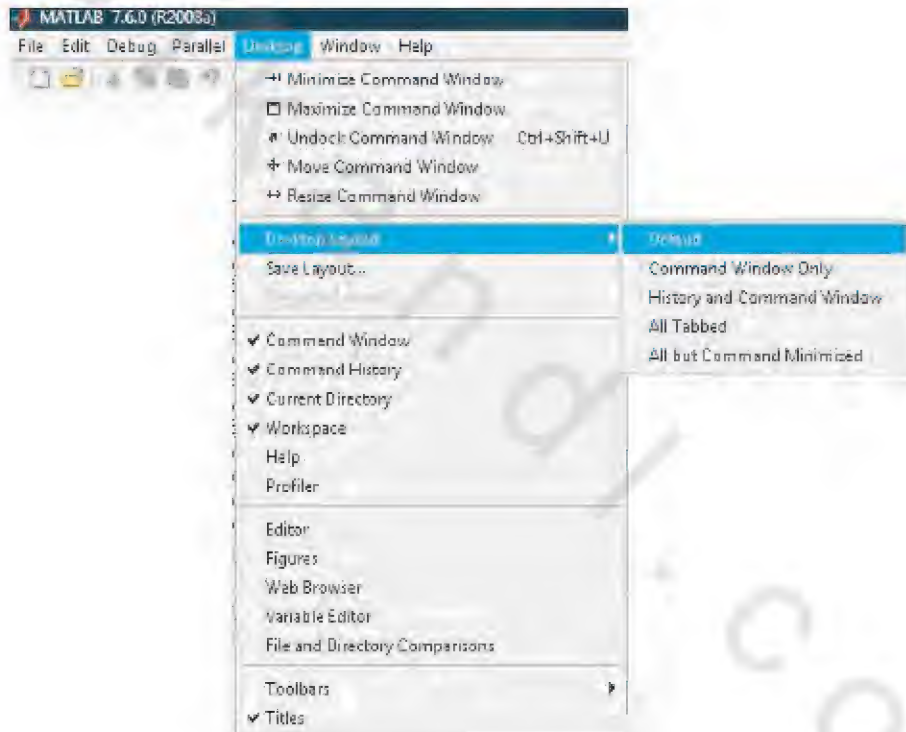 MATLAB 7.6.0 (R2008a)
File Edit Debug Parallel Desktop Window Help
Minimize Command Window
Maximize Command Window
Undock Command Window Ctrl+Shift+U
Move Command Window
Resize Command Window
Desktop Layout
Default
Save Layout...
Command Window Only
History and Command Window
All Tabbed
All but Command Minimized
Command Window
Command History
Current Directory
Workspace
Help
Profiler
Editor
Figures
Web Browser
Variable Editor
File and Directory Comparisons
Toolbars
Titles